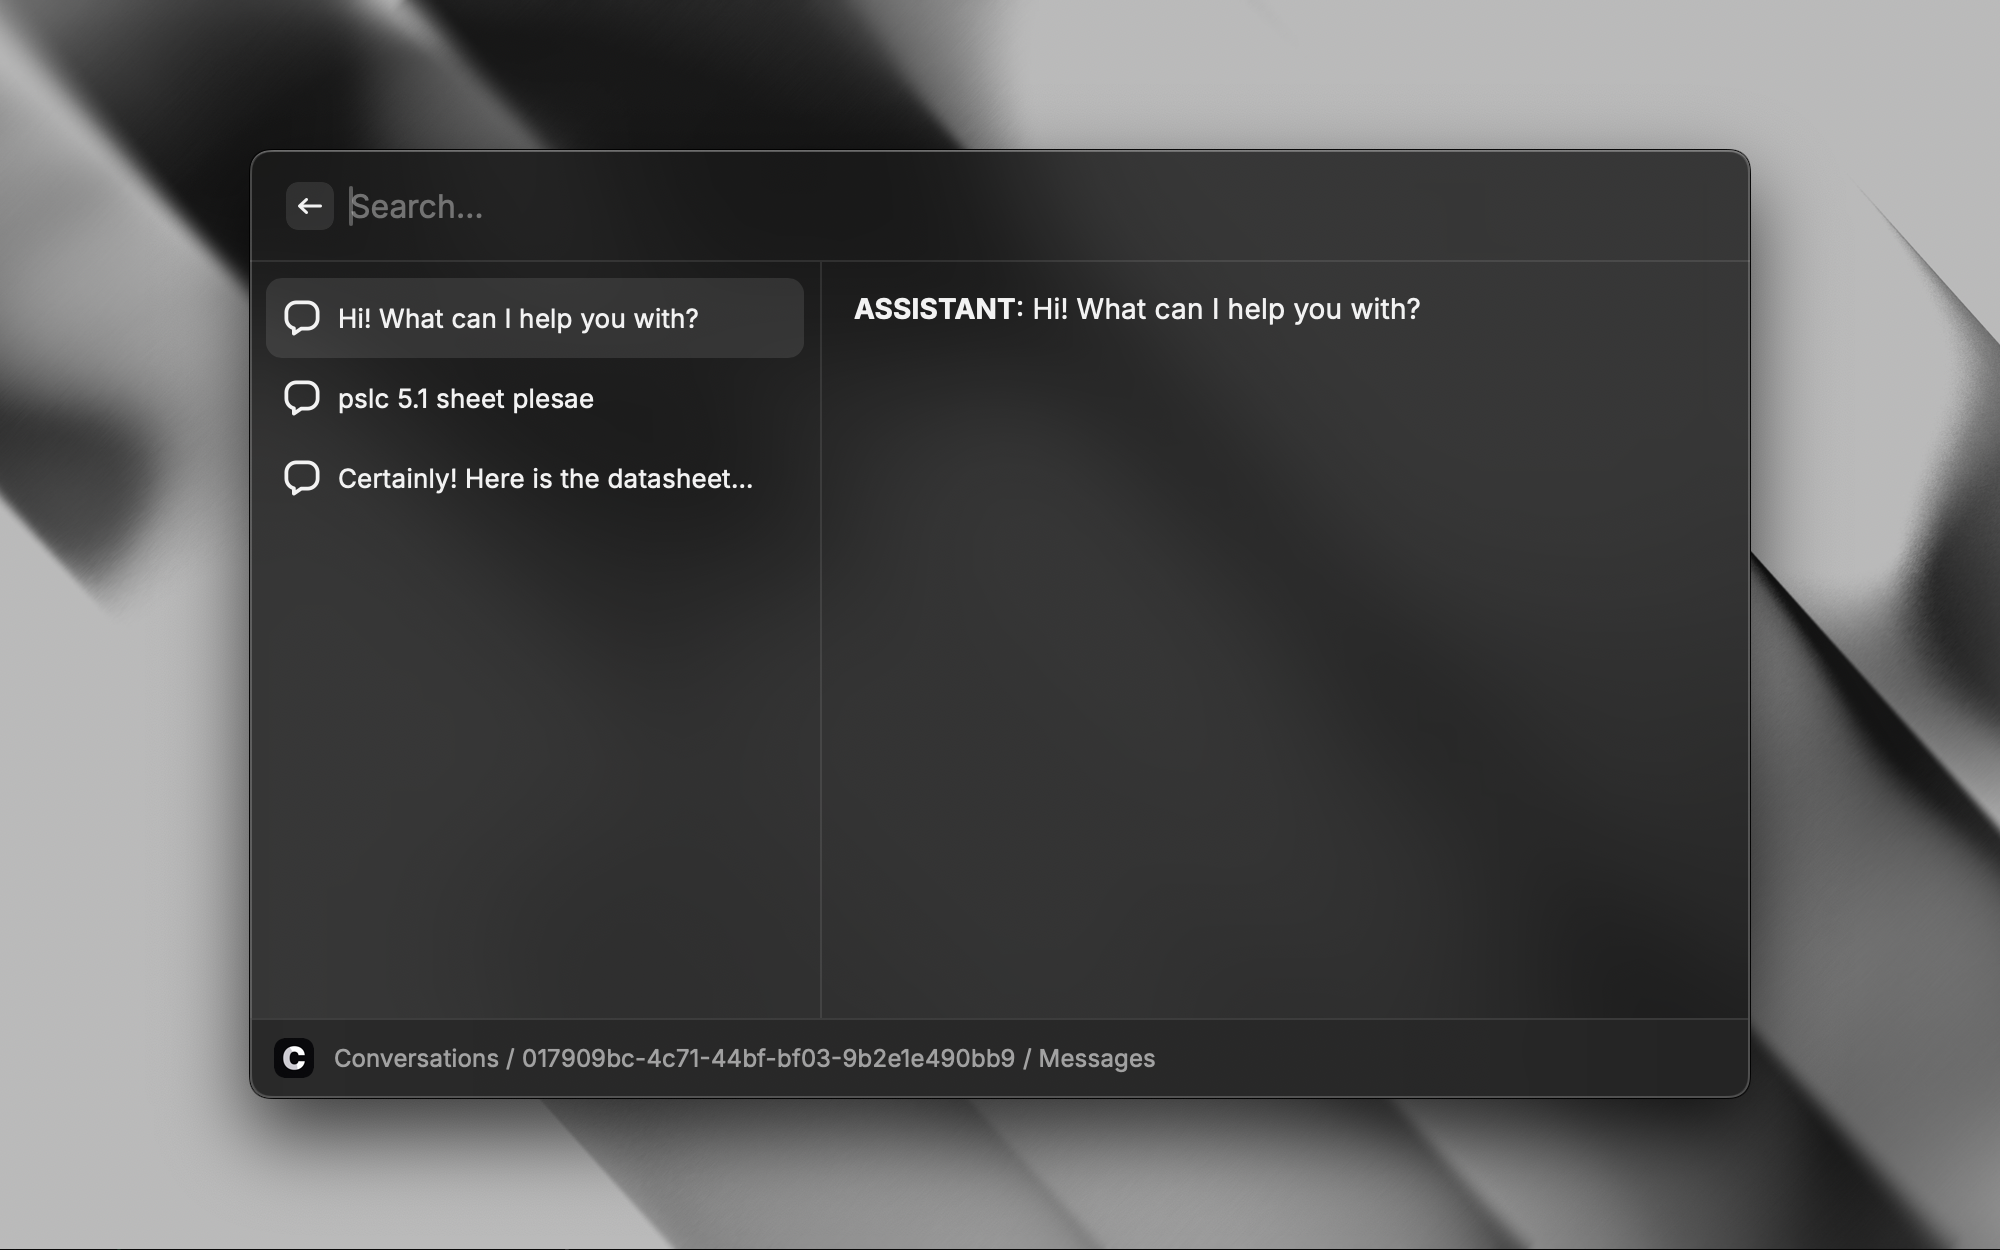 Search...
Hi! What can I help you with?
pslc 5.1 sheet plesae
Certainly! Here is the datasheet...
ASSISTANT: Hi! What can I help you with?
C
Conversations / 017909bc-4c71-44bf-bf03-9b2e1e490bb9 / Messages